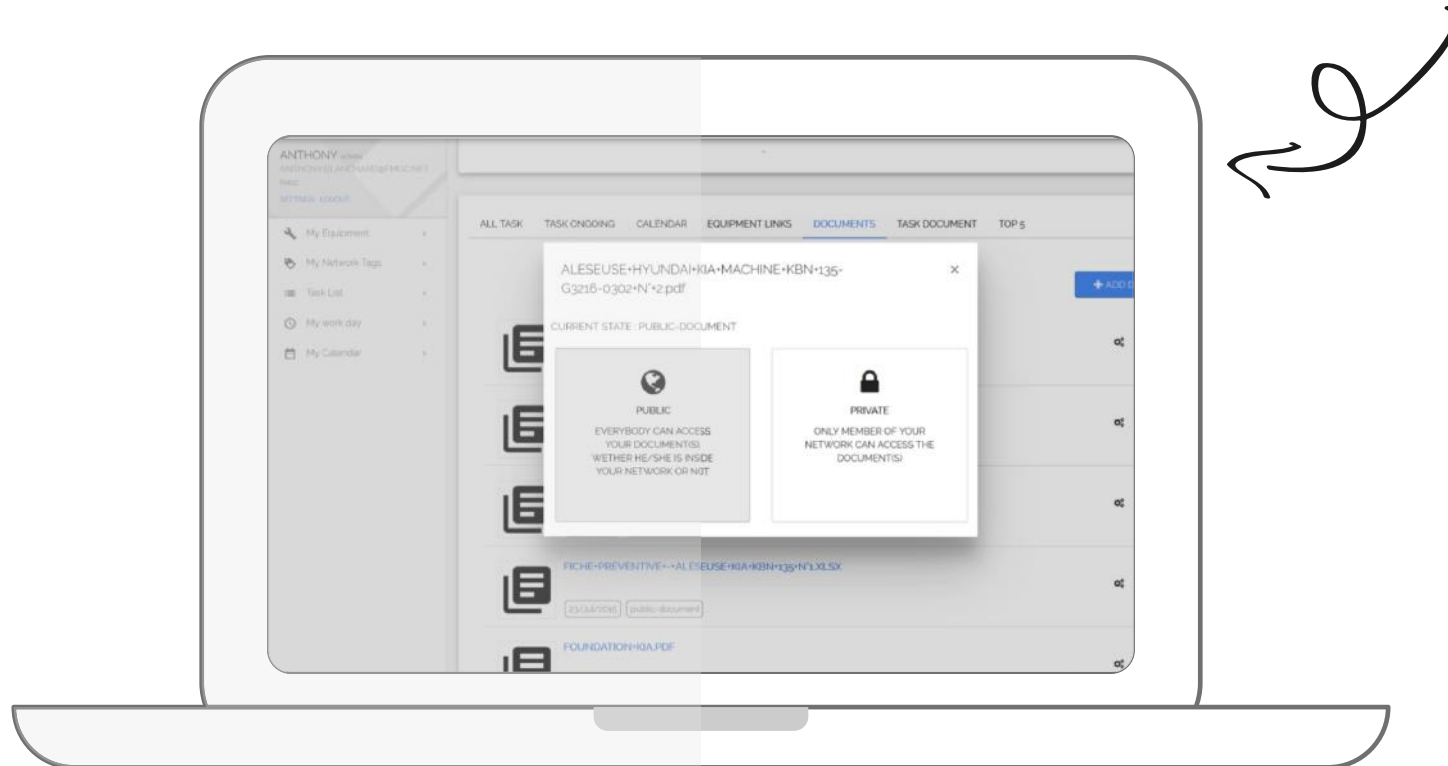 ANTHONY
My Equipment
My Network Tags
Task List
My work day
My Calendar
ALL TASK TASK ONGOING CALENDAR EQUIPMENT LINKS DOCUMENTS TASK DOCUMENT TOP 5
+ ADD
ALESEUSE+HYUNDAI+KIA+MACHINE+KBN+135-
G3216-0302+N°+2.pdf
×
CURRENT STATE : PUBLIC-DOCUMENT
PUBLIC
EVERYBODY CAN ACCESS
YOUR DOCUMENT(S),
WETHER HE/SHE IS INSIDE
YOUR NETWORK OR NOT
PRIVATE
ONLY MEMBER OF YOUR
NETWORK CAN ACCESS THE
DOCUMENT(S)
FICHE+PREVENTIVE+-+ALESEUSE+KIA+KBN+135+N°1.XLSX
public-document
FOUNDATION+KIA.PDF